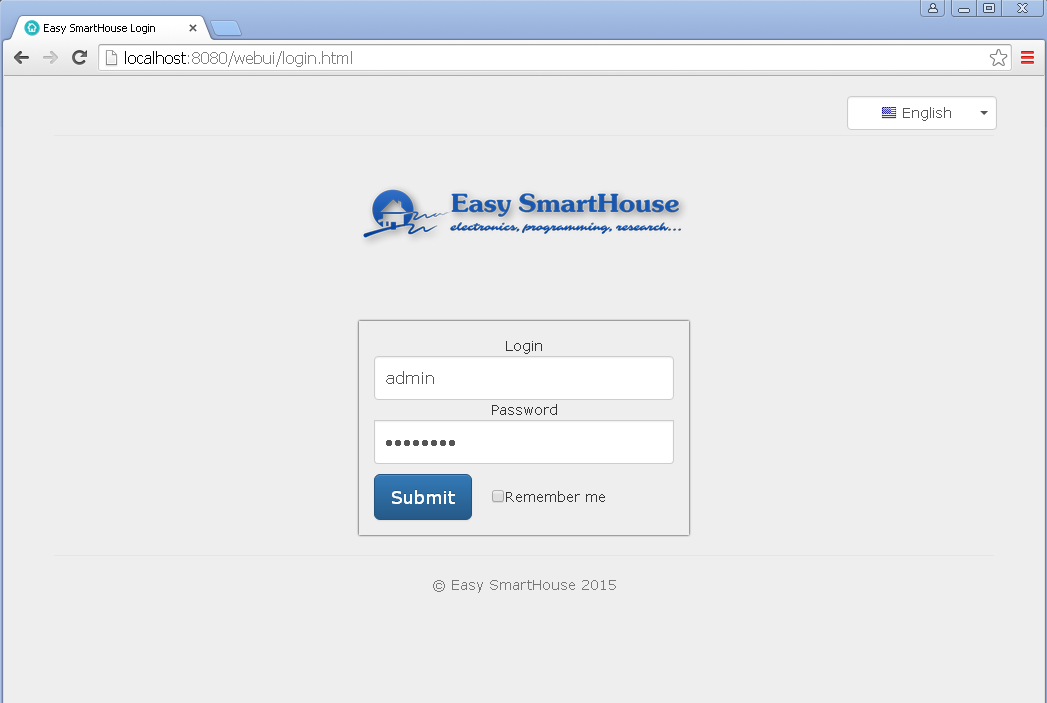 Easy SmartHouse Login
localhost:8080/webui/login.html
English
Easy SmartHouse
electronics, programming, research...
Login
admin
Password
••••••••
Submit
Remember me
© Easy SmartHouse 2015